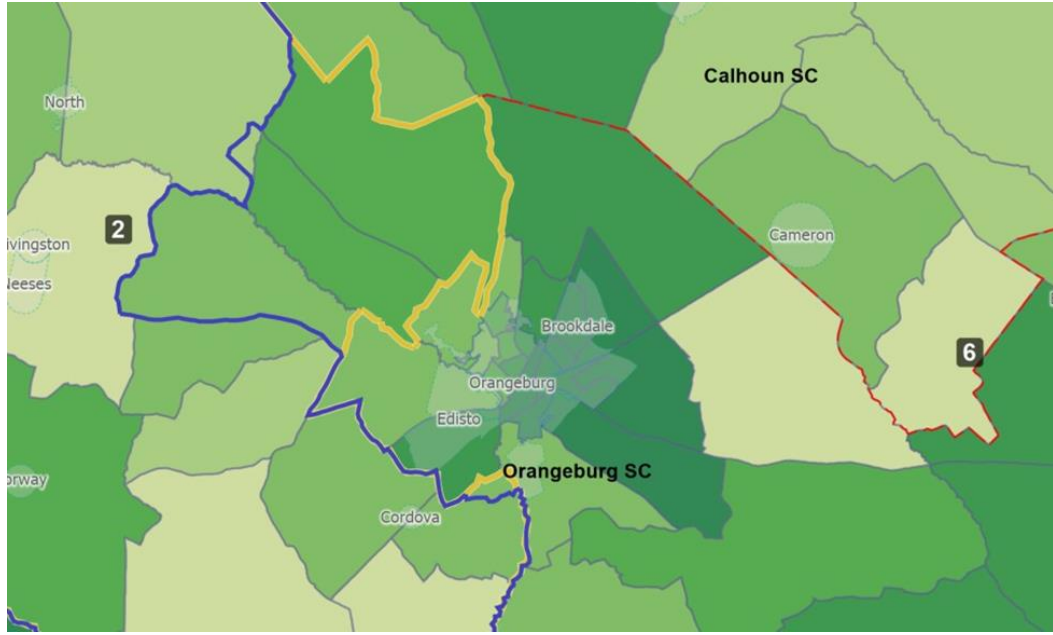 Calhoun SC
North
2
ivingston
Neeses
Cameron
Brookdale
6
Orangeburg
Edisto
Orangeburg SC
orway
Cordova